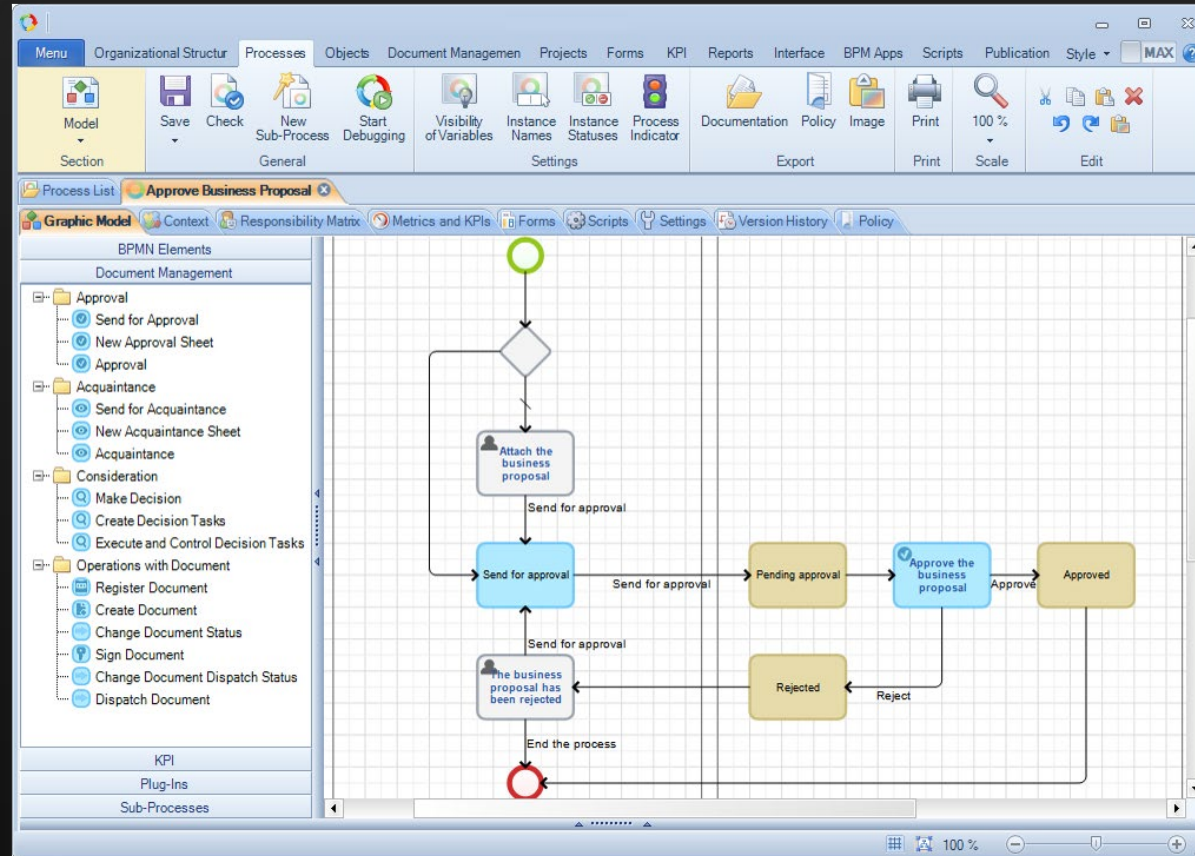 Menu Organizational Structur Processes Objects Document Managemen Projects Forms KPI Reports Interface BPM Apps Scripts Publication Style MAX
Model Save Check New Sub-Process Start Debugging Visibility of Variables Instance Names Instance Statuses Process Indicator Documentation Policy Image Print 100 %
Section General Settings Export Print Scale Edit
Process List Approve Business Proposal
Graphic Model Context Responsibility Matrix Metrics and KPIs Forms Scripts Settings Version History Policy
BPMN Elements
Document Management
Approval
Send for Approval
New Approval Sheet
Approval
Acquaintance
Send for Acquaintance
New Acquaintance Sheet
Acquaintance
Consideration
Make Decision
Create Decision Tasks
Execute and Control Decision Tasks
Operations with Document
Register Document
Create Document
Change Document Status
Sign Document
Change Document Dispatch Status
Dispatch Document
KPI
Plug-Ins
Sub-Processes
Attach the
business
proposal
Send for approval
Send for approval
Send for approval
Pending approval
Approve the
business
proposal
Approve
Approved
Send for approval
The business
proposal has
been rejected
Rejected
Reject
End the process
100 %